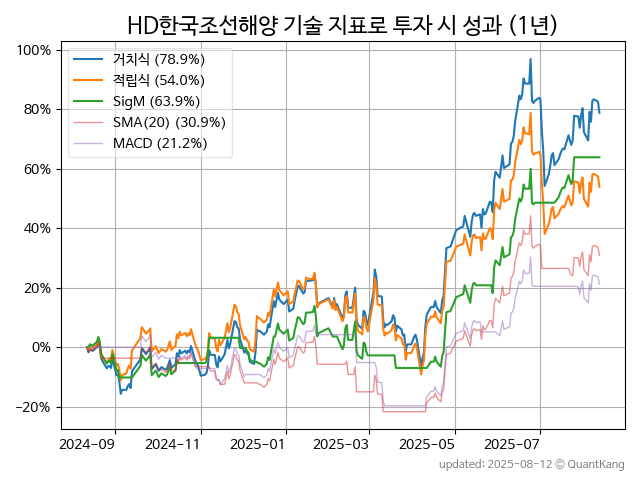 HD한국조선해양 기술 지표로 투자 시 성과 (1년)
100%
80%
60%
40%
20%
0%
−20%
거치식 (78.9%)
적립식 (54.0%)
SigM (63.9%)
SMA(20) (30.9%)
MACD (21.2%)
2024-09
2024-11
2025-01
2025-03
2025-05
2025-07
updated: 2025-08-12 © QuantKang